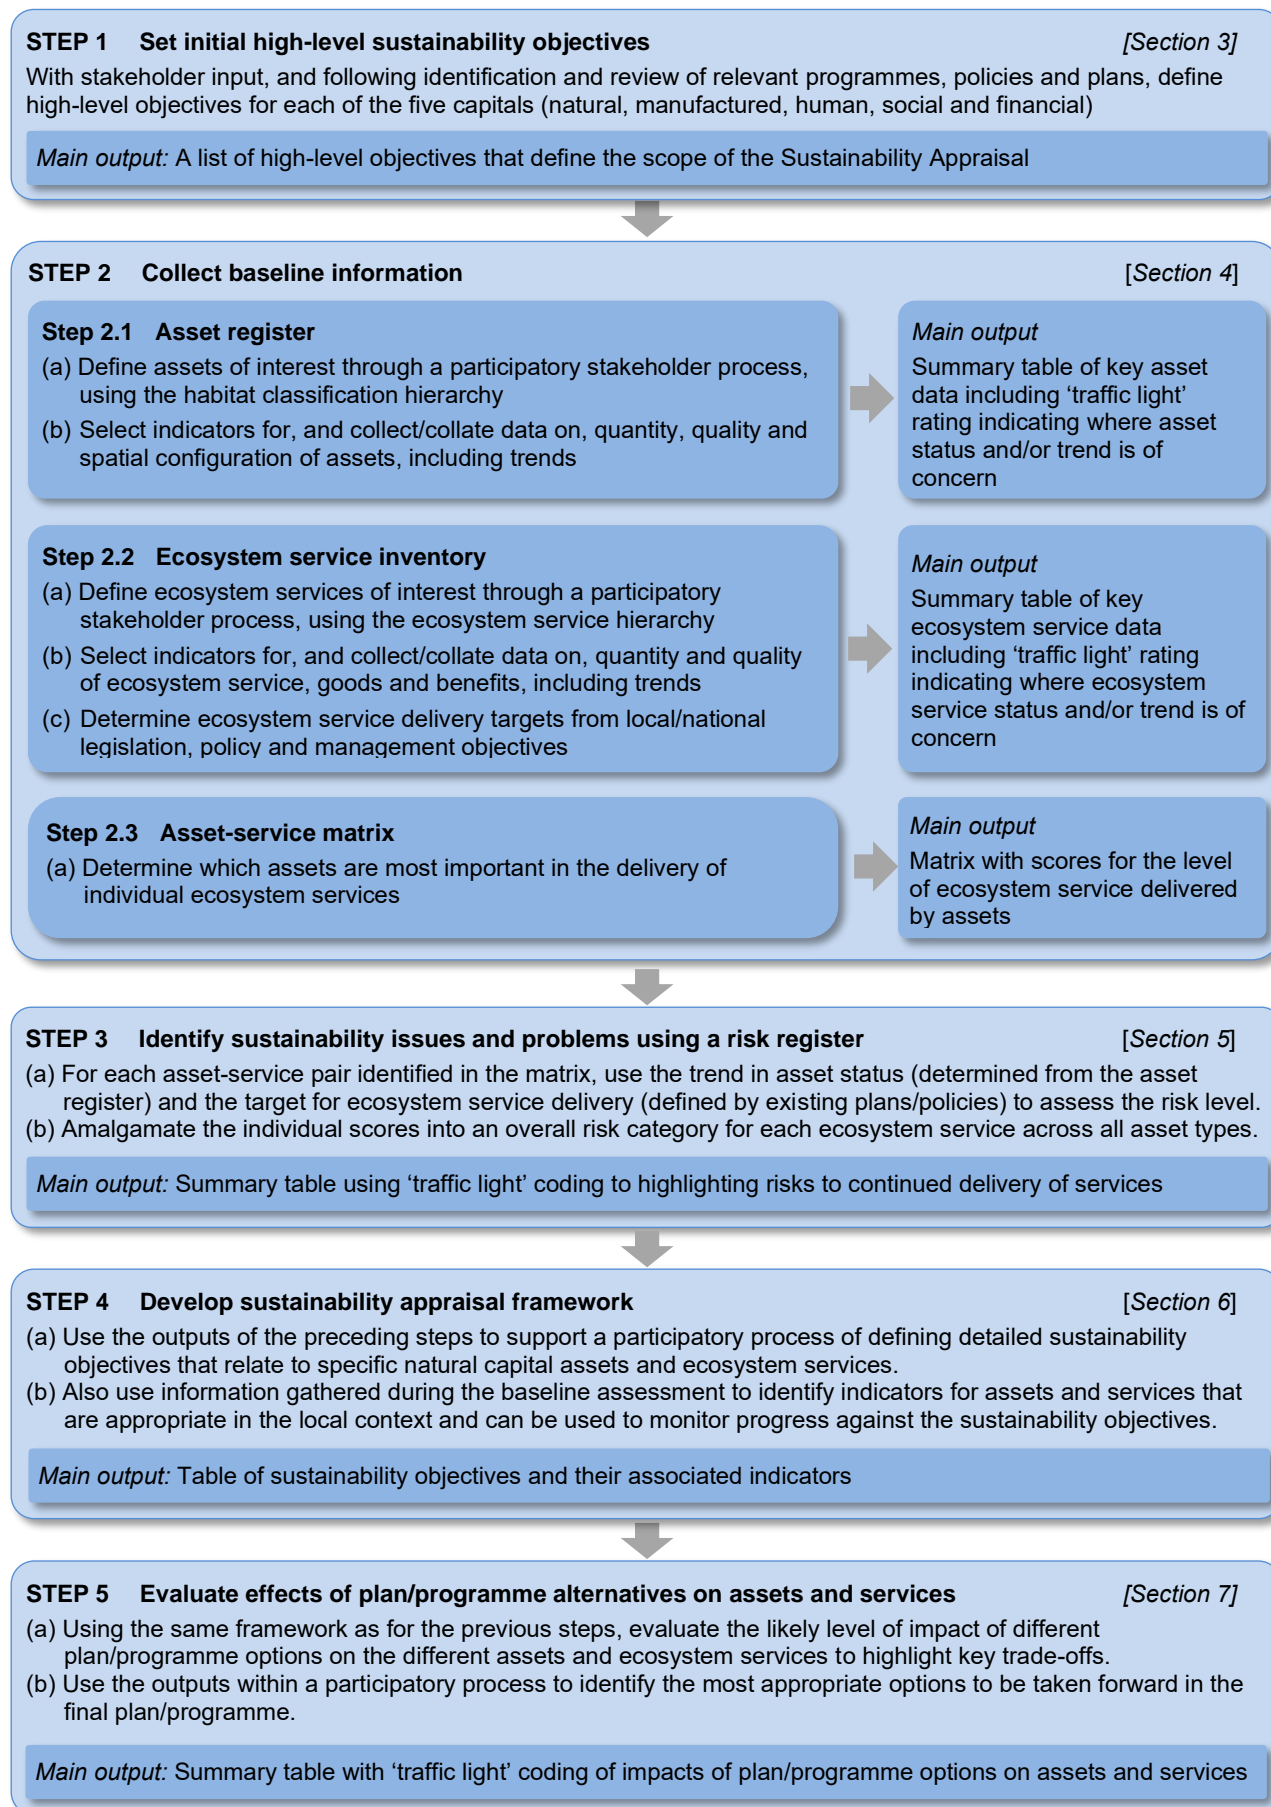 STEP 1 Set initial high-level sustainability objectives [Section 3]
With stakeholder input, and following identification and review of relevant programmes, policies and plans, define
high-level objectives for each of the five capitals (natural, manufactured, human, social and financial)
Main output: A list of high-level objectives that define the scope of the Sustainability Appraisal
STEP 2 Collect baseline information [Section 4]
Step 2.1 Asset register
(a) Define assets of interest through a participatory stakeholder process,
using the habitat classification hierarchy
(b) Select indicators for, and collect/collate data on, quantity, quality and
spatial configuration of assets, including trends
Main output
Summary table of key asset
data including ‘traffic light’
rating indicating where asset
status and/or trend is of
concern
Step 2.2 Ecosystem service inventory
(a) Define ecosystem services of interest through a participatory
stakeholder process, using the ecosystem service hierarchy
(b) Select indicators for, and collect/collate data on, quantity and quality
of ecosystem service, goods and benefits, including trends
(c) Determine ecosystem service delivery targets from local/national
legislation, policy and management objectives
Main output
Summary table of key
ecosystem service data
including ‘traffic light’ rating
indicating where ecosystem
service status and/or trend is of
concern
Step 2.3 Asset-service matrix
(a) Determine which assets are most important in the delivery of
individual ecosystem services
Main output
Matrix with scores for the level
of ecosystem service delivered
by assets
STEP 3 Identify sustainability issues and problems using a risk register [Section 5]
(a) For each asset-service pair identified in the matrix, use the trend in asset status (determined from the asset
register) and the target for ecosystem service delivery (defined by existing plans/policies) to assess the risk level.
(b) Amalgamate the individual scores into an overall risk category for each ecosystem service across all asset types.
Main output: Summary table using ‘traffic light’ coding to highlighting risks to continued delivery of services
STEP 4 Develop sustainability appraisal framework [Section 6]
(a) Use the outputs of the preceding steps to support a participatory process of defining detailed sustainability
objectives that relate to specific natural capital assets and ecosystem services.
(b) Also use information gathered during the baseline assessment to identify indicators for assets and services that
are appropriate in the local context and can be used to monitor progress against the sustainability objectives.
Main output: Table of sustainability objectives and their associated indicators
STEP 5 Evaluate effects of plan/programme alternatives on assets and services [Section 7]
(a) Using the same framework as for the previous steps, evaluate the likely level of impact of different
plan/programme options on the different assets and ecosystem services to highlight key trade-offs.
(b) Use the outputs within a participatory process to identify the most appropriate options to be taken forward in the
final plan/programme.
Main output: Summary table with ‘traffic light’ coding of impacts of plan/programme options on assets and services